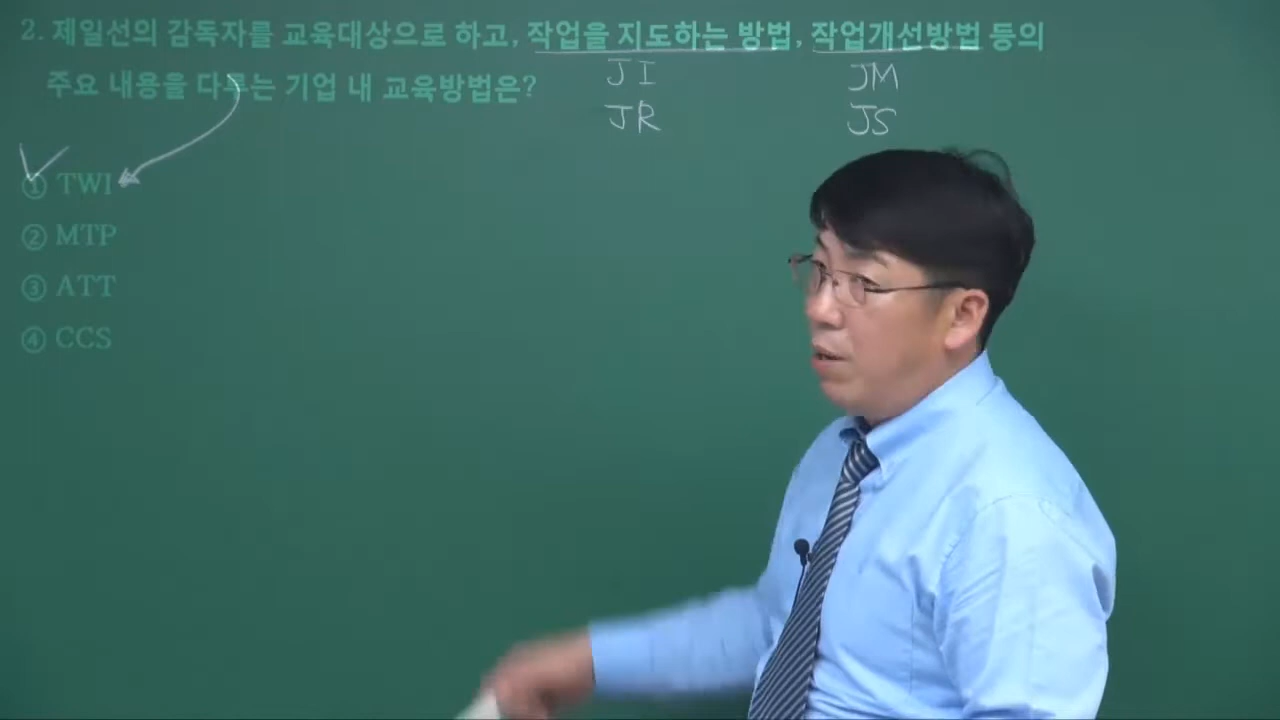 2. 제일선의 감독자를 교육대상으로 하고, 작업을 지도하는 방법, 작업개선방법 등의
주요 내용을 다루는 기업 내 교육방법은?
JI JM
JR JS
① TWI
② MTP
③ ATT
④ CCS